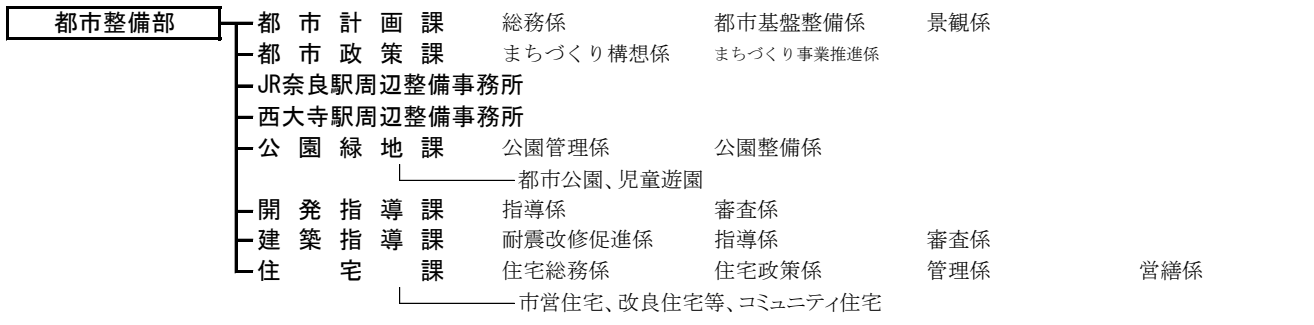 都市整備部 都市計画課 総務係 都市基盤整備係 景観係
都市政策課 まちづくり構想係 まちづくり事業推進係
JR奈良駅周辺整備事務所
西大寺駅周辺整備事務所
公園緑地課 公園管理係 公園整備係
都市公園、児童遊園
開発指導課 指導係 審査係
建築指導課 耐震改修促進係 指導係 審査係
住宅課 住宅総務係 住宅政策係 管理係 営繕係
市営住宅、改良住宅等、コミュニティ住宅